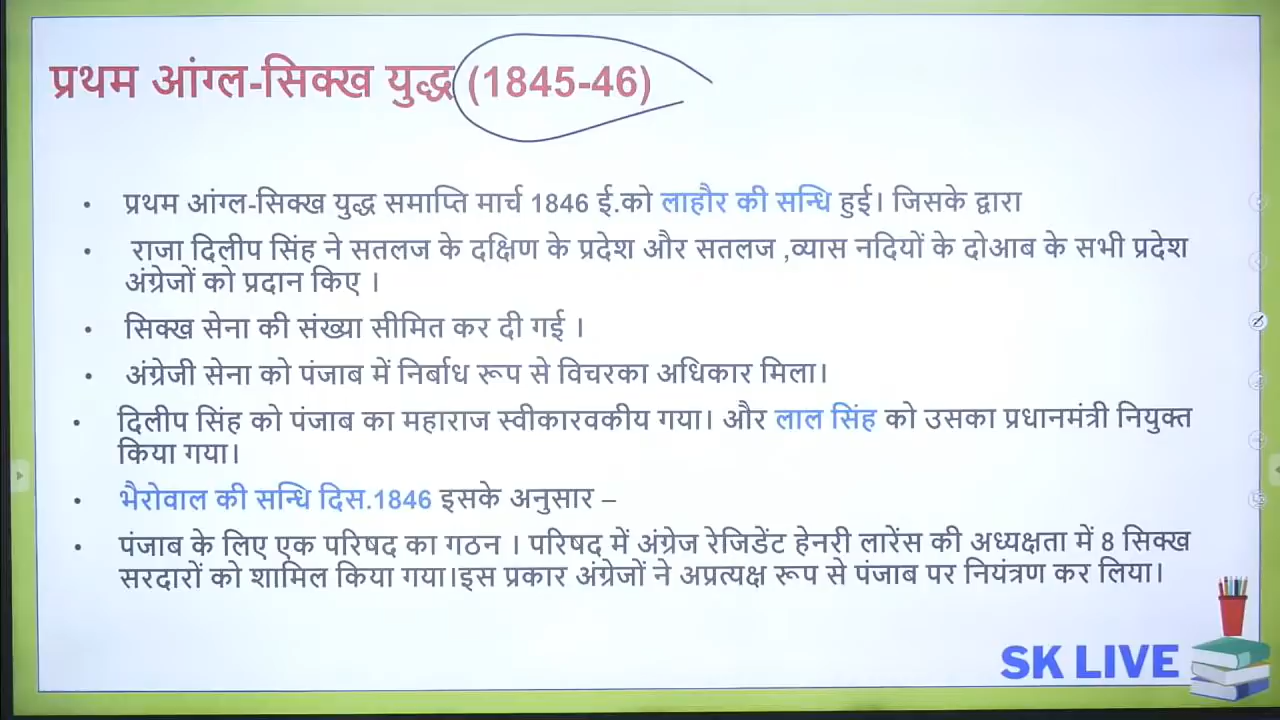 प्रथम आंग्ल-सिक्ख युद्ध (1845-46)
• प्रथम आंग्ल-सिक्ख युद्ध समाप्ति मार्च 1846 ई.को लाहौर की सन्धि हुई। जिसके द्वारा
• राजा दिलीप सिंह ने सतलज के दक्षिण के प्रदेश और सतलज ,व्यास नदियों के दोआब के सभी प्रदेश
अंग्रेजों को प्रदान किए ।
• सिक्ख सेना की संख्या सीमित कर दी गई ।
• अंग्रेजी सेना को पंजाब में निर्बाध रूप से विचरका अधिकार मिला।
• दिलीप सिंह को पंजाब का महाराज स्वीकारवकीय गया। और लाल सिंह को उसका प्रधानमंत्री नियुक्त
किया गया।
• भैरोवाल की सन्धि दिस.1846 इसके अनुसार –
• पंजाब के लिए एक परिषद का गठन । परिषद में अंग्रेज रेजिडेंट हेनरी लारेंस की अध्यक्षता में 8 सिक्ख
सरदारों को शामिल किया गया।इस प्रकार अंग्रेजों ने अप्रत्यक्ष रूप से पंजाब पर नियंत्रण कर लिया।
SK LIVE